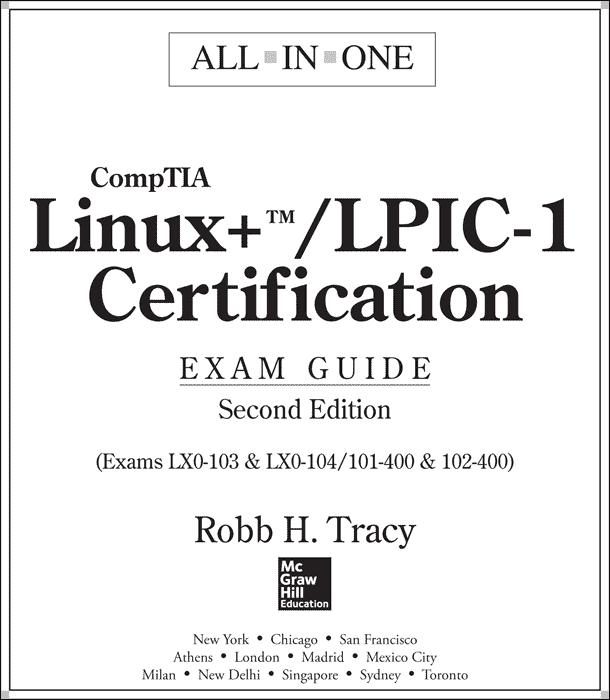 ALL ▪ IN ▪ ONE
CompTIA
Linux+™/LPIC-1
Certification
EXAM GUIDE
Second Edition
(Exams LX0-103 & LX0-104/101-400 & 102-400)
Robb H. Tracy
Mc
Graw
Hill
Education
New York • Chicago • San Francisco
Athens • London • Madrid • Mexico City
Milan • New Delhi • Singapore • Sydney • Toronto